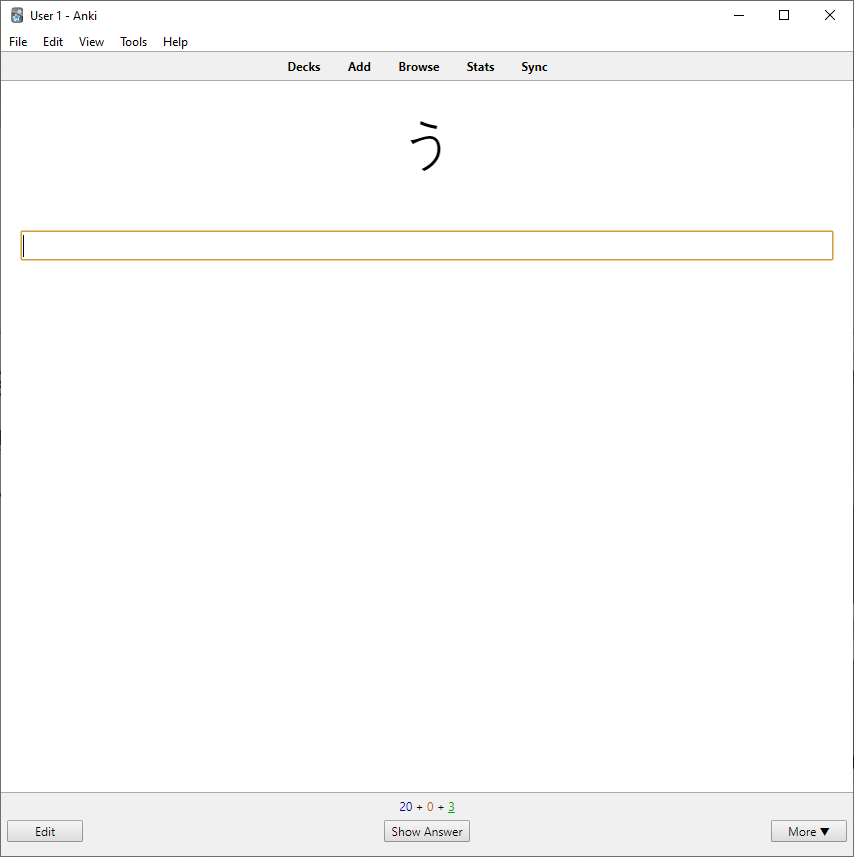 User 1 - Anki
File Edit View Tools Help
Decks Add Browse Stats Sync
う
20 + 0 + 3
Edit Show Answer More ▼